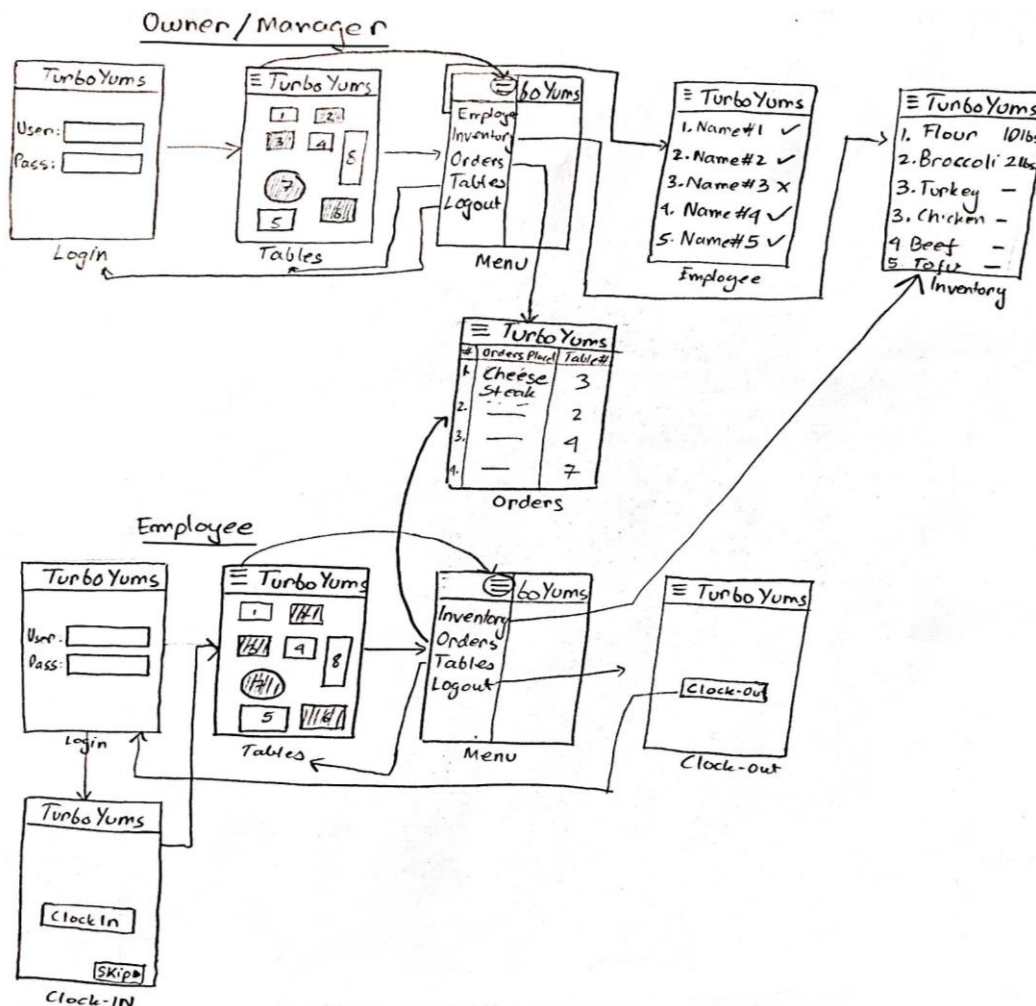 Owner/Manager
TurboYums
User:
Pass:
Login
≡ TurboYums
1 2
3 4 8
7
5 6
Tables
≡ bo Yums
Employe
Inventory
Orders
Tables
Logout
Menu
≡ TurboYums
1. Name#1 ✓
2. Name#2 ✓
3. Name#3 x
4. Name#4 ✓
5. Name#5 ✓
Employee
≡ TurboYums
1. Flour 10lbs
2. Broccoli 2lbs
3. Turkey —
3. Chicken —
4 Beef —
5. Tofu —
Inventory
≡ TurboYums
# Orders Placed Table#
1. Cheese Steak 3
2. — 2
3. — 4
4. — 7
Orders
Employee
TurboYums
User:
Pass:
Login
≡ TurboYums
1
4 8
7
5 6
Tables
≡ bo Yums
Inventory
Orders
Tables
Logout
Menu
≡ TurboYums
Clock-Out
Clock-Out
TurboYums
Clock In
Skip
Clock-IN